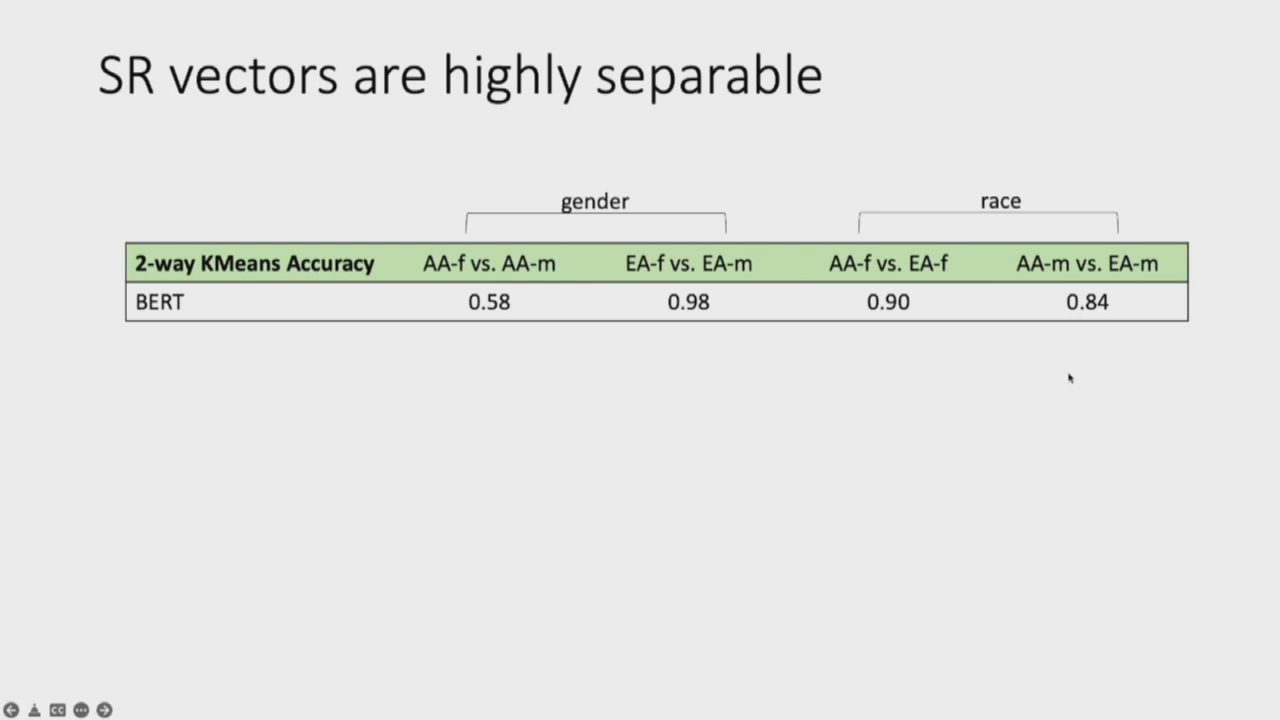 SR vectors are highly separable
gender race
2-way KMeans Accuracy AA-f vs. AA-m EA-f vs. EA-m AA-f vs. EA-f AA-m vs. EA-m
BERT 0.58 0.98 0.90 0.84
CC